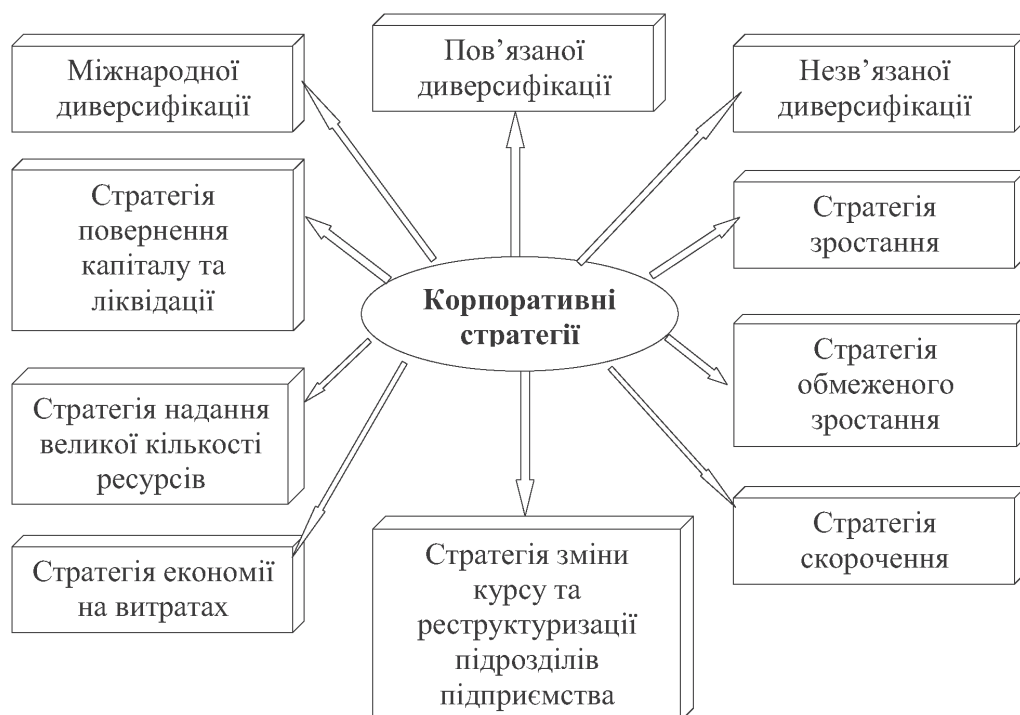 Міжнародної
диверсифікації
Пов’язаної
диверсифікації
Незв’язаної
диверсифікації
Стратегія
повернення
капіталу та
ліквідації
Стратегія
зростання
Корпоративні
стратегії
Стратегія
обмеженого
зростання
Стратегія надання
великої кількості
ресурсів
Стратегія
скорочення
Стратегія економії
на витратах
Стратегія зміни
курсу та
реструктуризації
підрозділів
підприємства